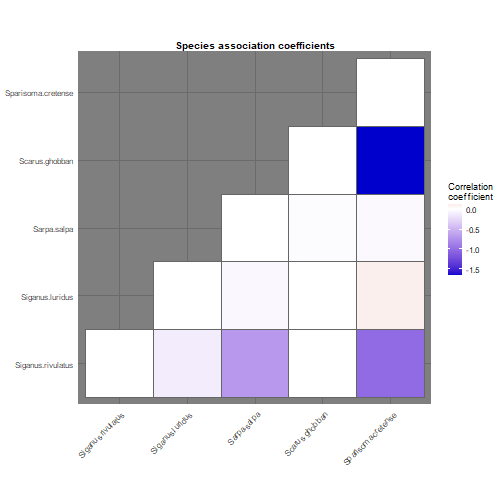 Species association coefficients
Sparisoma.cretense
Scarus.ghobban
Sarpa.salpa
Siganus.luridus
Siganus.rivulatus
Siganus.rivulatus
Siganus.luridus
Sarpa.salpa
Scarus.ghobban
Sparisoma.cretense
Correlation
coefficient
0.0
-0.5
-1.0
-1.5